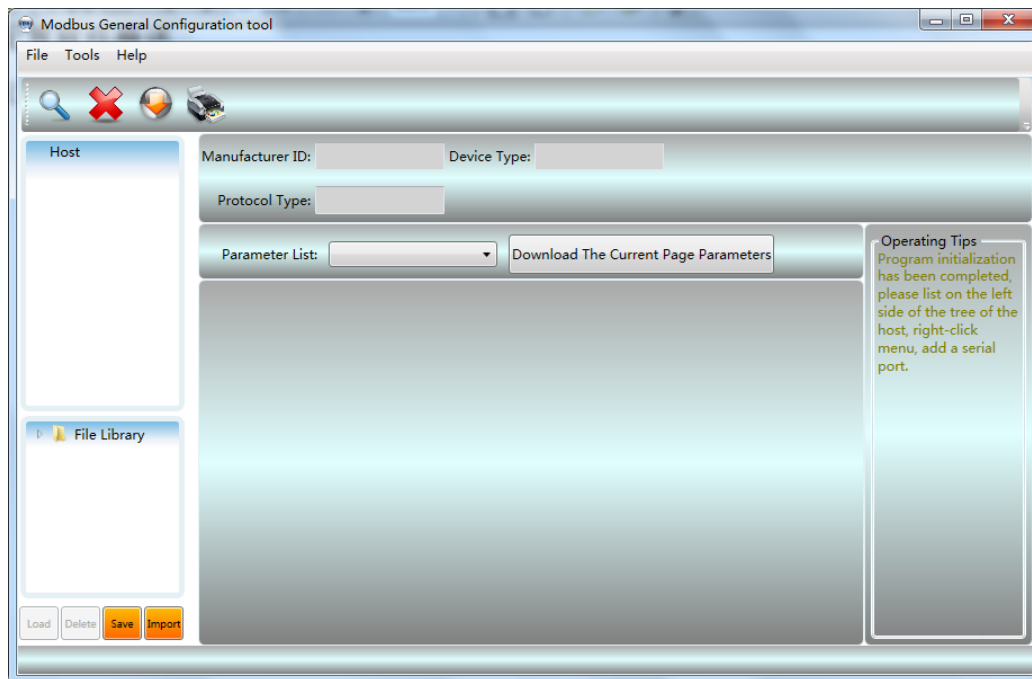 Modbus General Configuration tool
File Tools Help
Host
Manufacturer ID:
Device Type:
Protocol Type:
Parameter List:
Download The Current Page Parameters
Operating Tips
Program initialization
has been completed,
please list on the left
side of the tree of the
host, right-click
menu, add a serial
port.
File Library
Load
Delete
Save
Import